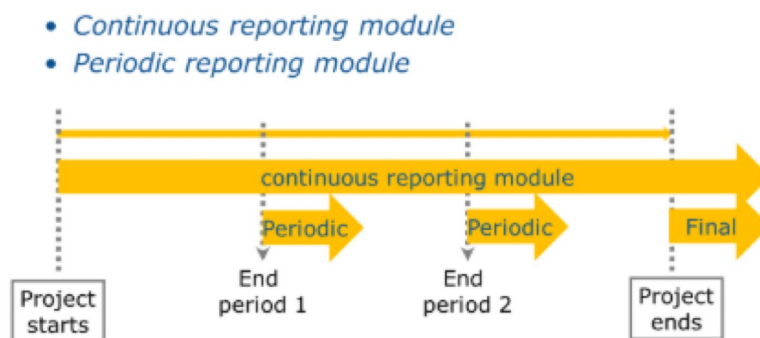 • Continuous reporting module
• Periodic reporting module
continuous reporting module
Periodic
Periodic
Final
End
period 1
End
period 2
Project
starts
Project
ends